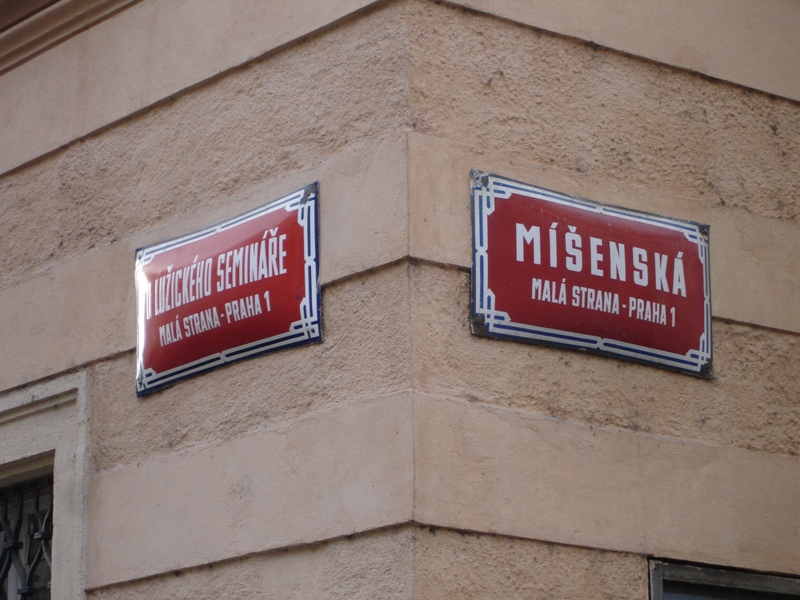 U LUŽICKÉHO SEMINÁŘE
MALÁ STRANA - PRAHA 1
MÍŠENSKÁ
MALÁ STRANA - PRAHA 1